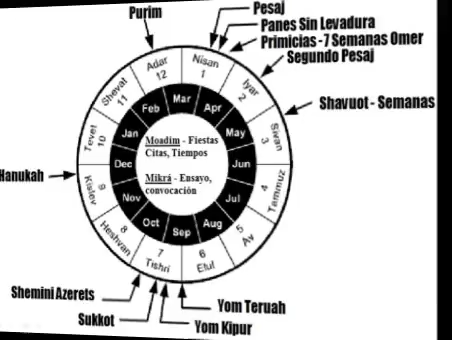 Purim
Pesaj
Panes Sin Levadura
Primicias - 7 Semanas Omer
Segundo Pesaj
Shavuot - Semanas
Hanukah
Shemini Azerets
Sukkot
Yom Kipur
Yom Teruah
Nisan
1
Iyar
2
Sivan
3
4
Tammuz
5
Av
6
Elul
7
Tishri
8
Heshvan
9
Kislev
Tevet
10
Shevat
11
Adar
12
Mar
Apr
May
Jun
Jul
Aug
Sep
Oct
Nov
Dec
Jan
Feb
Moadim - Fiestas
Citas, Tiempos
Mikrá - Ensayo,
convocación